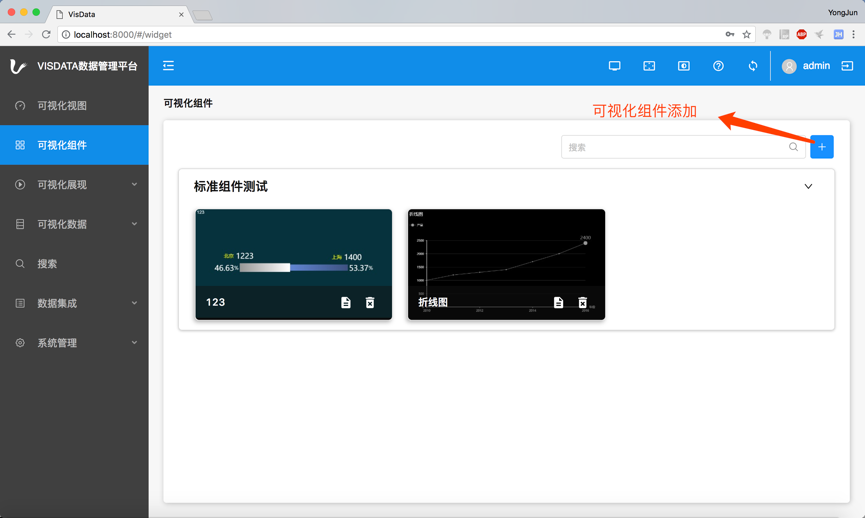 VisData
YongJun
localhost:8000/#/widget
VISDATA数据管理平台
admin
可视化视图
可视化组件
可视化展现
可视化数据
搜索
数据集成
系统管理
可视化组件
可视化组件添加
搜索
标准组件测试
123
北京 1223
上海 1400
46.63%
53.37%
123
折线图
2400
2500
2000
1500
1000
折线图